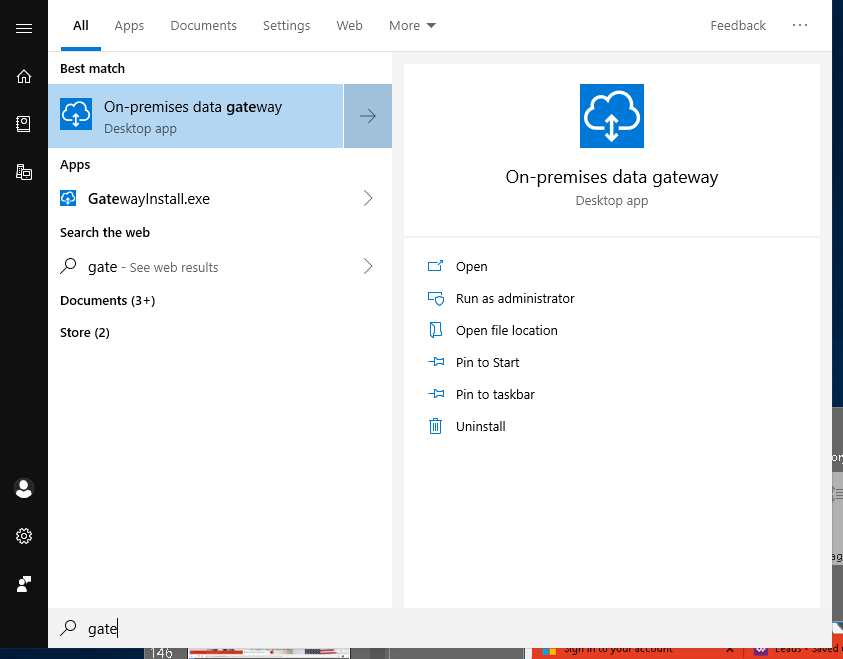 All Apps Documents Settings Web More Feedback ...
Best match
On-premises data gateway
Desktop app
Apps
GatewayInstall.exe
Search the web
gate - See web results
Documents (3+)
Store (2)
On-premises data gateway
Desktop app
Open
Run as administrator
Open file location
Pin to Start
Pin to taskbar
Uninstall
gate
146
Sign in to your account
Leads - Saved